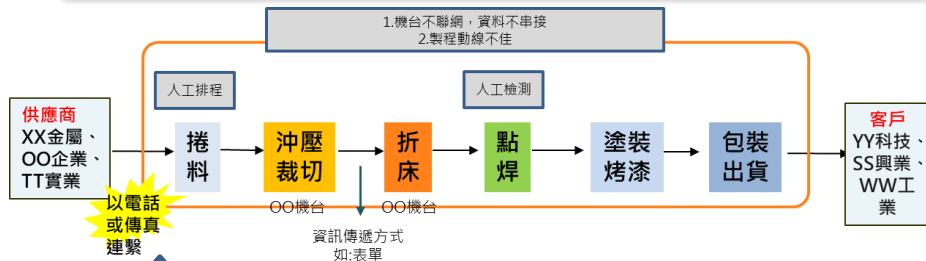 1.機台不聯網，資料不串接
2.製程動線不佳
人工排程
人工檢測
供應商
XX金屬、
OO企業、
TT實業
捲
料
沖壓
裁切
折
床
點
焊
塗裝
烤漆
包裝
出貨
客戶
YY科技、
SS興業、
WW工
業
以電話
或傳真
連繫
OO機台
OO機台
資訊傳遞方式
如:表單